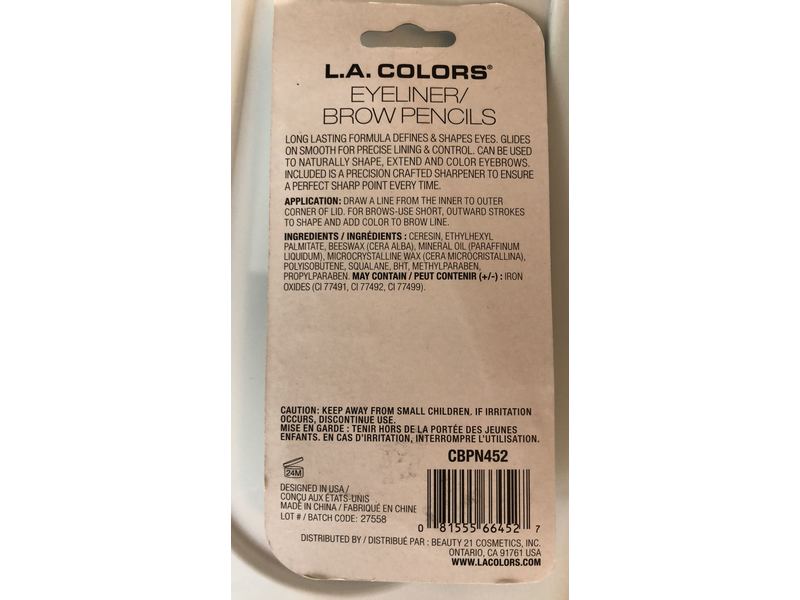 L.A. COLORS®
EYELINER/
BROW PENCILS
LONG LASTING FORMULA DEFINES & SHAPES EYES. GLIDES
ON SMOOTH FOR PRECISE LINING & CONTROL. CAN BE USED
TO NATURALLY SHAPE, EXTEND AND COLOR EYEBROWS.
INCLUDED IS A PRECISION CRAFTED SHARPENER TO ENSURE
A PERFECT SHARP POINT EVERY TIME.
APPLICATION: DRAW A LINE FROM THE INNER TO OUTER
CORNER OF LID. FOR BROWS-USE SHORT, OUTWARD STROKES
TO SHAPE AND ADD COLOR TO BROW LINE.
INGREDIENTS / INGRÉDIENTS : CERESIN, ETHYLHEXYL
PALMITATE, BEESWAX (CERA ALBA), MINERAL OIL (PARAFFINUM
LIQUIDUM), MICROCRYSTALLINE WAX (CERA MICROCRISTALLINA),
POLYISOBUTENE, SQUALANE, BHT, METHYLPARABEN,
PROPYLPARABEN. MAY CONTAIN / PEUT CONTENIR (+/-) : IRON
OXIDES (CI 77491, CI 77492, CI 77499).
CAUTION: KEEP AWAY FROM SMALL CHILDREN. IF IRRITATION
OCCURS, DISCONTINUE USE.
MISE EN GARDE : TENIR HORS DE LA PORTÉE DES JEUNES
ENFANTS. EN CAS D'IRRITATION, INTERROMPRE L'UTILISATION.
CBPN452
24M
DESIGNED IN USA /
CONÇU AUX ÉTATS-UNIS
MADE IN CHINA / FABRIQUÉ EN CHINE
LOT # / BATCH CODE: 27558
0 81555 66452 7
DISTRIBUTED BY / DISTRIBUÉ PAR : BEAUTY 21 COSMETICS, INC.
ONTARIO, CA 91761 USA
WWW.LACOLORS.COM